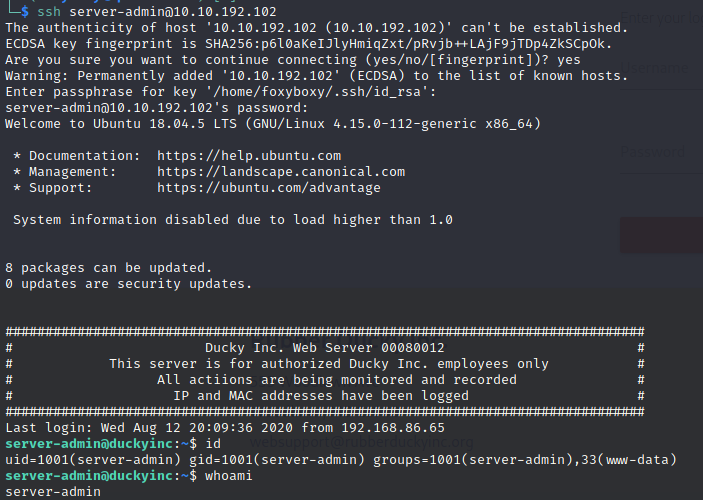 └─$ ssh server-admin@10.10.192.102
The authenticity of host '10.10.192.102 (10.10.192.102)' can't be established.
ECDSA key fingerprint is SHA256:p6l0aKeIJlyHmiqZxt/pRvjb++LAjF9jTDp4ZkSCpOk.
Are you sure you want to continue connecting (yes/no/[fingerprint])? yes
Warning: Permanently added '10.10.192.102' (ECDSA) to the list of known hosts.
Enter passphrase for key '/home/foxyboxy/.ssh/id_rsa':
server-admin@10.10.192.102's password:
Welcome to Ubuntu 18.04.5 LTS (GNU/Linux 4.15.0-112-generic x86_64)

 * Documentation:  https://help.ubuntu.com
 * Management:     https://landscape.canonical.com
 * Support:        https://ubuntu.com/advantage

 System information disabled due to load higher than 1.0


8 packages can be updated.
0 updates are security updates.


################################################################################
#                        Ducky Inc. Web Server 00080012                        #
#            This server is for authorized Ducky Inc. employees only           #
#                  All actiions are being monitored and recorded               #
#                    IP and MAC addresses have been logged                     #
################################################################################
Last login: Wed Aug 12 20:09:36 2020 from 192.168.86.65
server-admin@duckyinc:~$ id
websupport@rubberduckyinc.org
uid=1001(server-admin) gid=1001(server-admin) groups=1001(server-admin),33(www-data)
server-admin@duckyinc:~$ whoami
server-admin